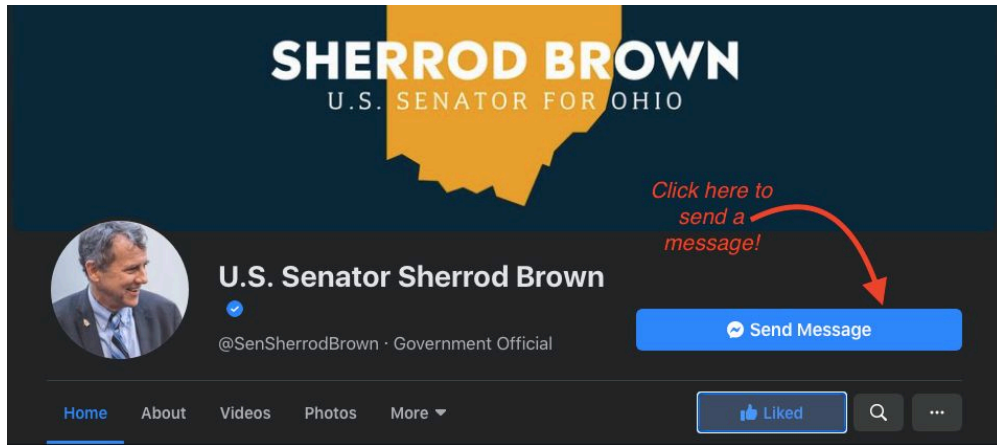 SHERROD BROWN
U.S. SENATOR FOR OHIO
Click here to
send a
message!
U.S. Senator Sherrod Brown
@SenSherrodBrown · Government Official
Send Message
Home About Videos Photos More
Liked